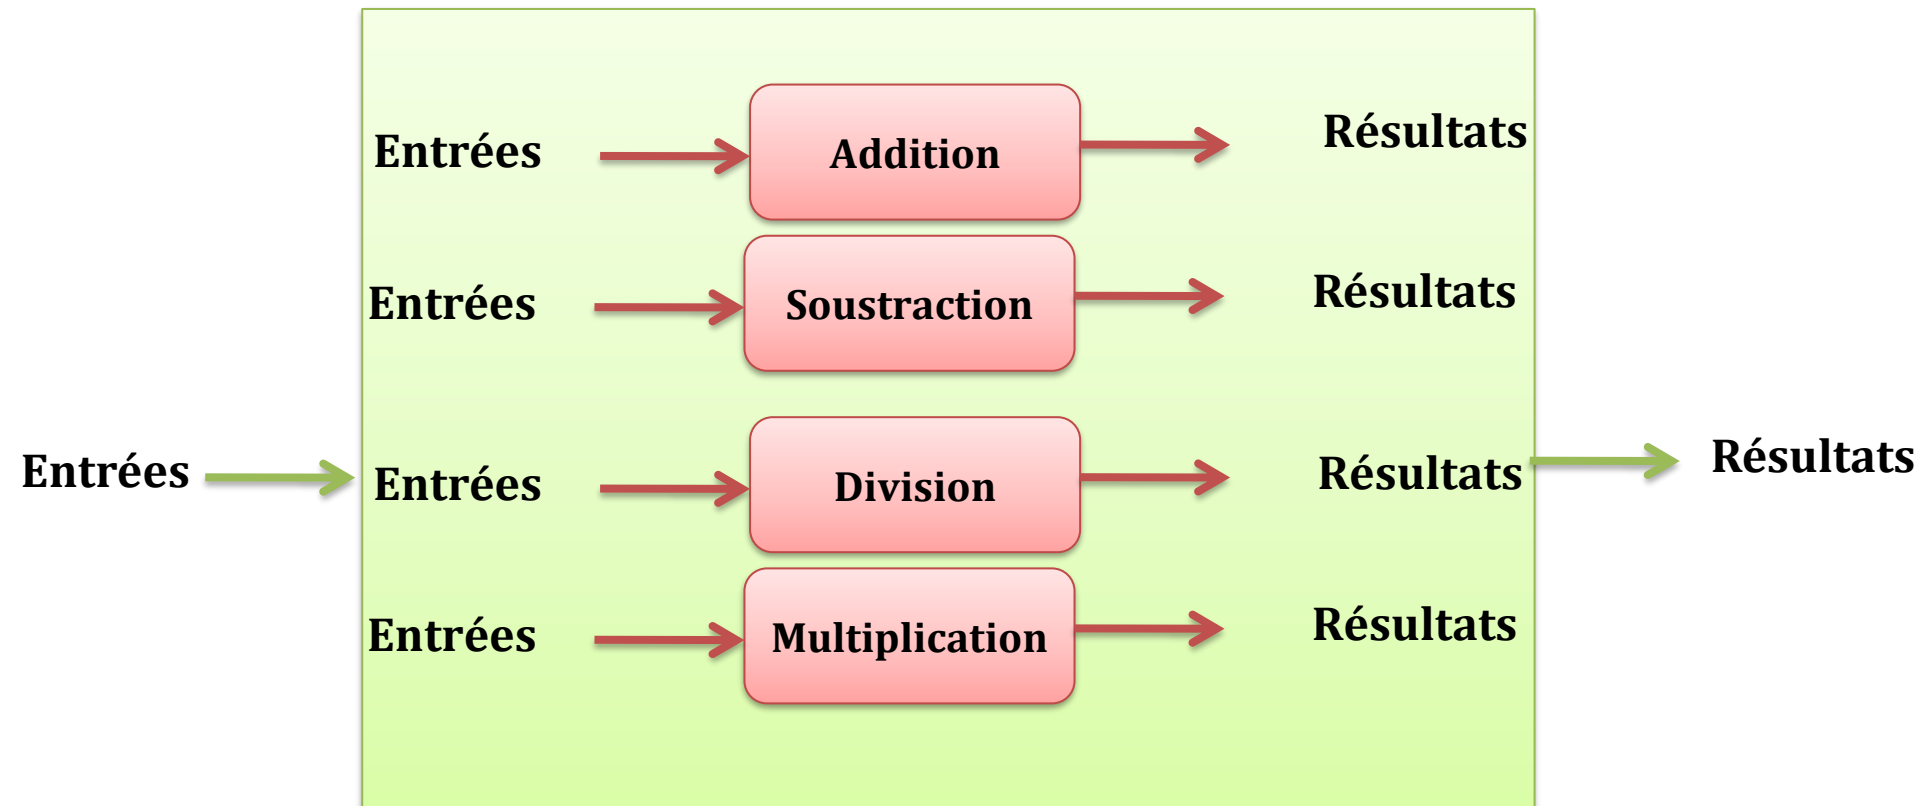 Entrées
Addition
Résultats
Entrées
Soustraction
Résultats
Entrées
Entrées
Division
Résultats
Résultats
Entrées
Multiplication
Résultats